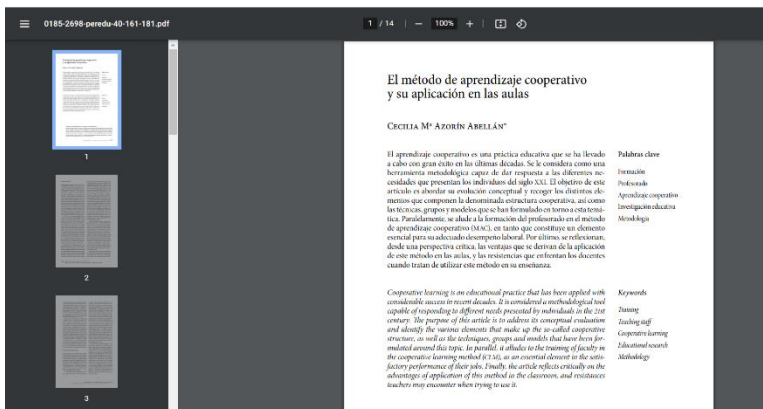 0185-2698-peredu-40-161-181.pdf
1 / 14
100%
1
2
3
El método de aprendizaje cooperativo
y su aplicación en las aulas
Cecilia Mª Azorín Abellán*
El aprendizaje cooperativo es una práctica educativa que se ha llevado
a cabo con gran éxito en las últimas décadas. Se le considera como una
herramienta metodológica capaz de dar respuesta a las diferentes ne-
cesidades que presentan los individuos del siglo XXI. El objetivo de este
artículo es abordar su evolución conceptual y recoger los distintos ele-
mentos que componen la denominada estructura cooperativa, así como
las técnicas, grupos y modelos que se han formulado en torno a esta temá-
tica. Paralelamente, se alude a la formación del profesorado en el método
de aprendizaje cooperativo (MAC), en tanto que constituye un elemento
esencial para su adecuado desempeño laboral. Por último, se reflexionan,
desde una perspectiva crítica, las ventajas que se derivan de la aplicación
de este método en las aulas, y las resistencias que enfrentan los docentes
cuando tratan de utilizar este método en su enseñanza.
Palabras clave
Formación
Profesorado
Aprendizaje cooperativo
Investigación educativa
Metodología
Cooperative learning is an educational practice that has been applied with
considerable success in recent decades. It is considered a methodological tool
capable of responding to different needs presented by individuals in the 21st
century. The purpose of this article is to address its conceptual evaluation
and identify the various elements that make up the so-called cooperative
structure, as well as the techniques, groups and models that have been for-
mulated around this topic. In parallel, it alludes to the training of faculty in
the cooperative learning method (CLM), as an essential element in the satis-
factory performance of their jobs. Finally, the article reflects critically on the
advantages of application of this method in the classroom, and resistances
teachers may encounter when trying to use it.
Keywords
Training
Teaching staff
Cooperative learning
Educational research
Methodology